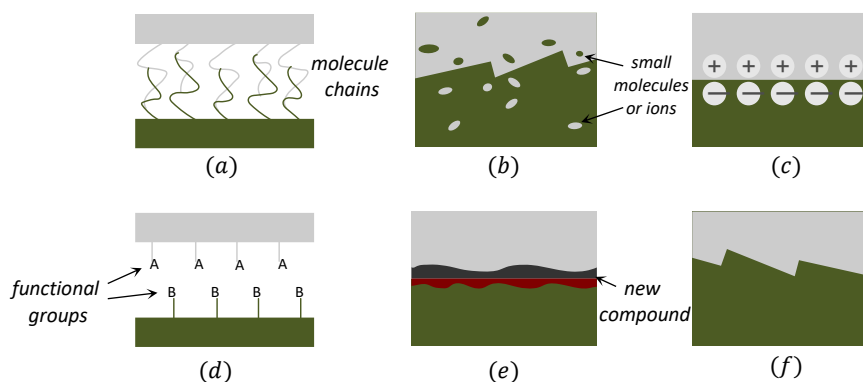 molecule
chains
small
molecules
or ions
+ + + + +
− − − − −
(a)
(b)
(c)
A A A A
B B B B
functional
groups
new
compound
(d)
(e)
(f)